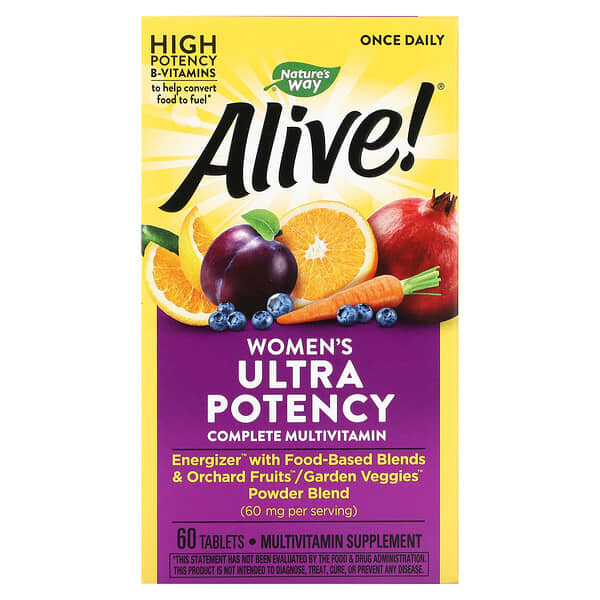 HIGH
POTENCY
B-VITAMINS
to help convert
food to fuel*
ONCE DAILY
Nature's
Way
Alive!®
WOMEN'S
ULTRA
POTENCY
COMPLETE MULTIVITAMIN
Energizer™ with Food-Based Blends
& Orchard Fruits™/Garden Veggies™
Powder Blend
(60 mg per serving)
60 TABLETS • MULTIVITAMIN SUPPLEMENT
*THIS STATEMENT HAS NOT BEEN EVALUATED BY THE FOOD & DRUG ADMINISTRATION.
THIS PRODUCT IS NOT INTENDED TO DIAGNOSE, TREAT, CURE, OR PREVENT ANY DISEASE.